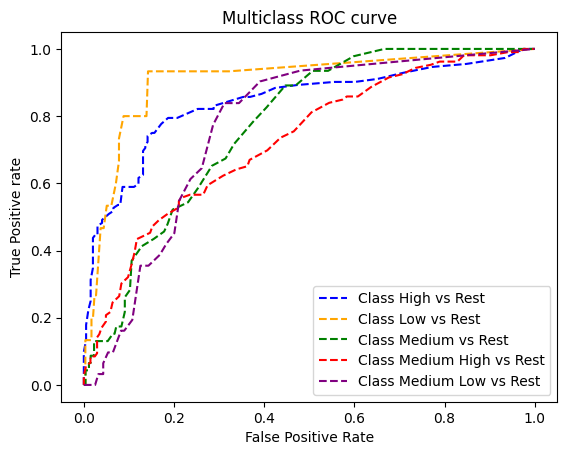 Multiclass ROC curve
True Positive rate
1.0
0.8
0.6
0.4
0.2
0.0
Class High vs Rest
Class Low vs Rest
Class Medium vs Rest
Class Medium High vs Rest
Class Medium Low vs Rest
0.0 0.2 0.4 0.6 0.8 1.0
False Positive Rate